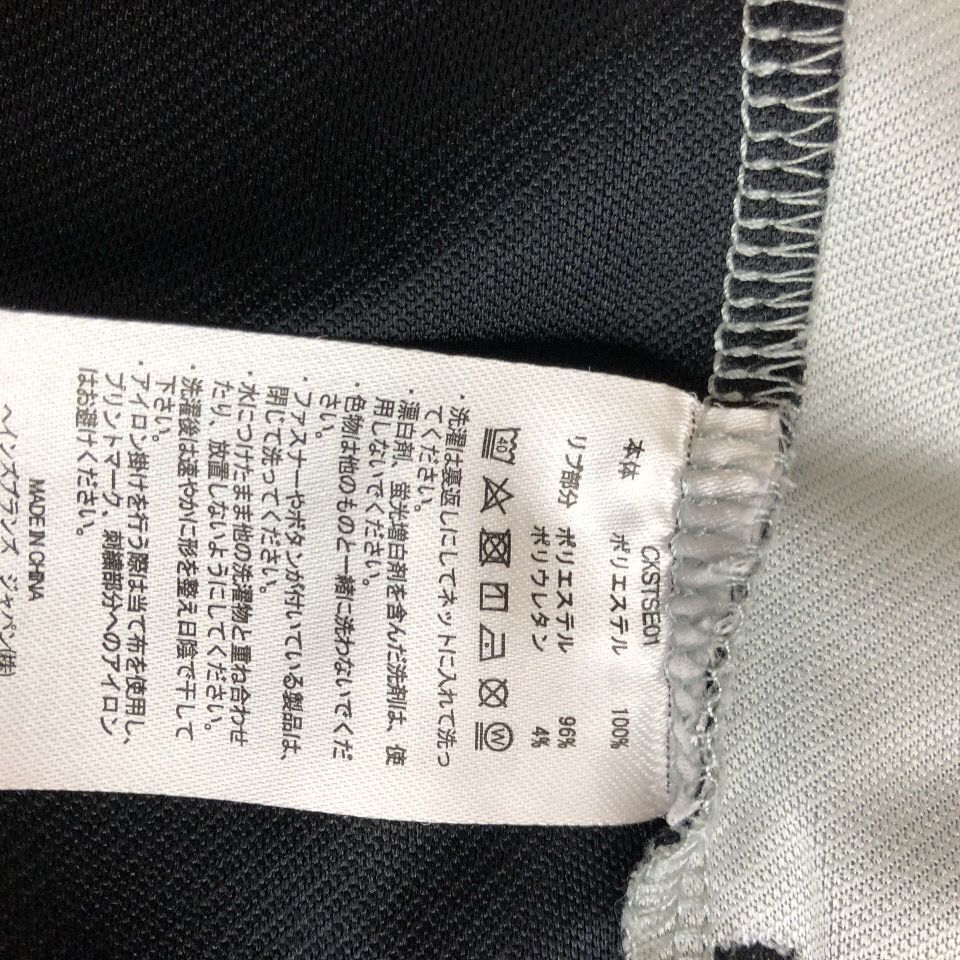 CKSTSE01
本体 ポリエステル 100%
リブ部分 ポリエステル 96%
ポリウレタン 4%
40 W
・洗濯は裏返しにしてネットに入れて洗っ
てください。
・漂白剤、蛍光増白剤を含んだ洗剤は、使
用しないでください。
・色物は他のものと一緒に洗わないでくだ
さい。
・ファスナーやボタンが付いている製品は、
閉じて洗ってください。
・水につけたまま他の洗濯物と重ね合わせ
たり、放置しないようにしてください。
・洗濯後は速やかに形を整え日陰で干して
下さい。
・アイロン掛けを行う際は当て布を使用し、
プリントマーク、刺繍部分へのアイロン
はお避けください。
MADE IN CHINA
ヘインズブランズ ジャパン(株)